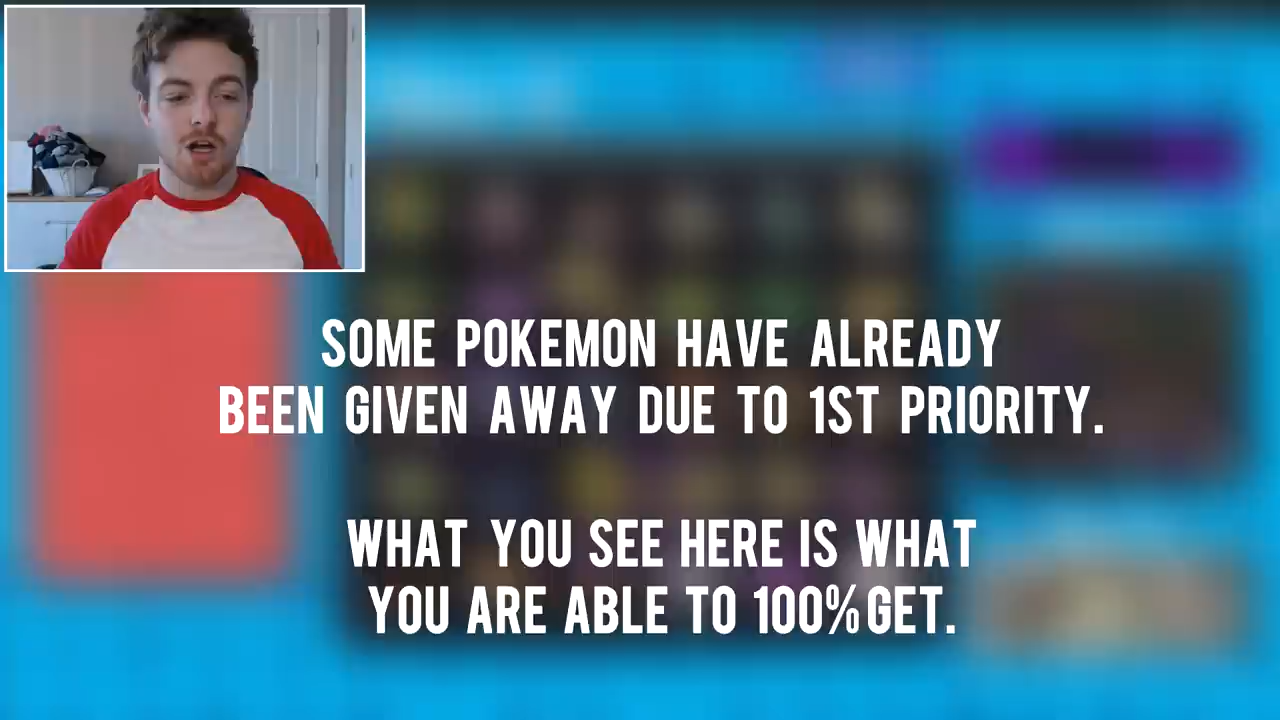 SOME POKEMON HAVE ALREADY
BEEN GIVEN AWAY DUE TO 1ST PRIORITY.
WHAT YOU SEE HERE IS WHAT
YOU ARE ABLE TO 100% GET.